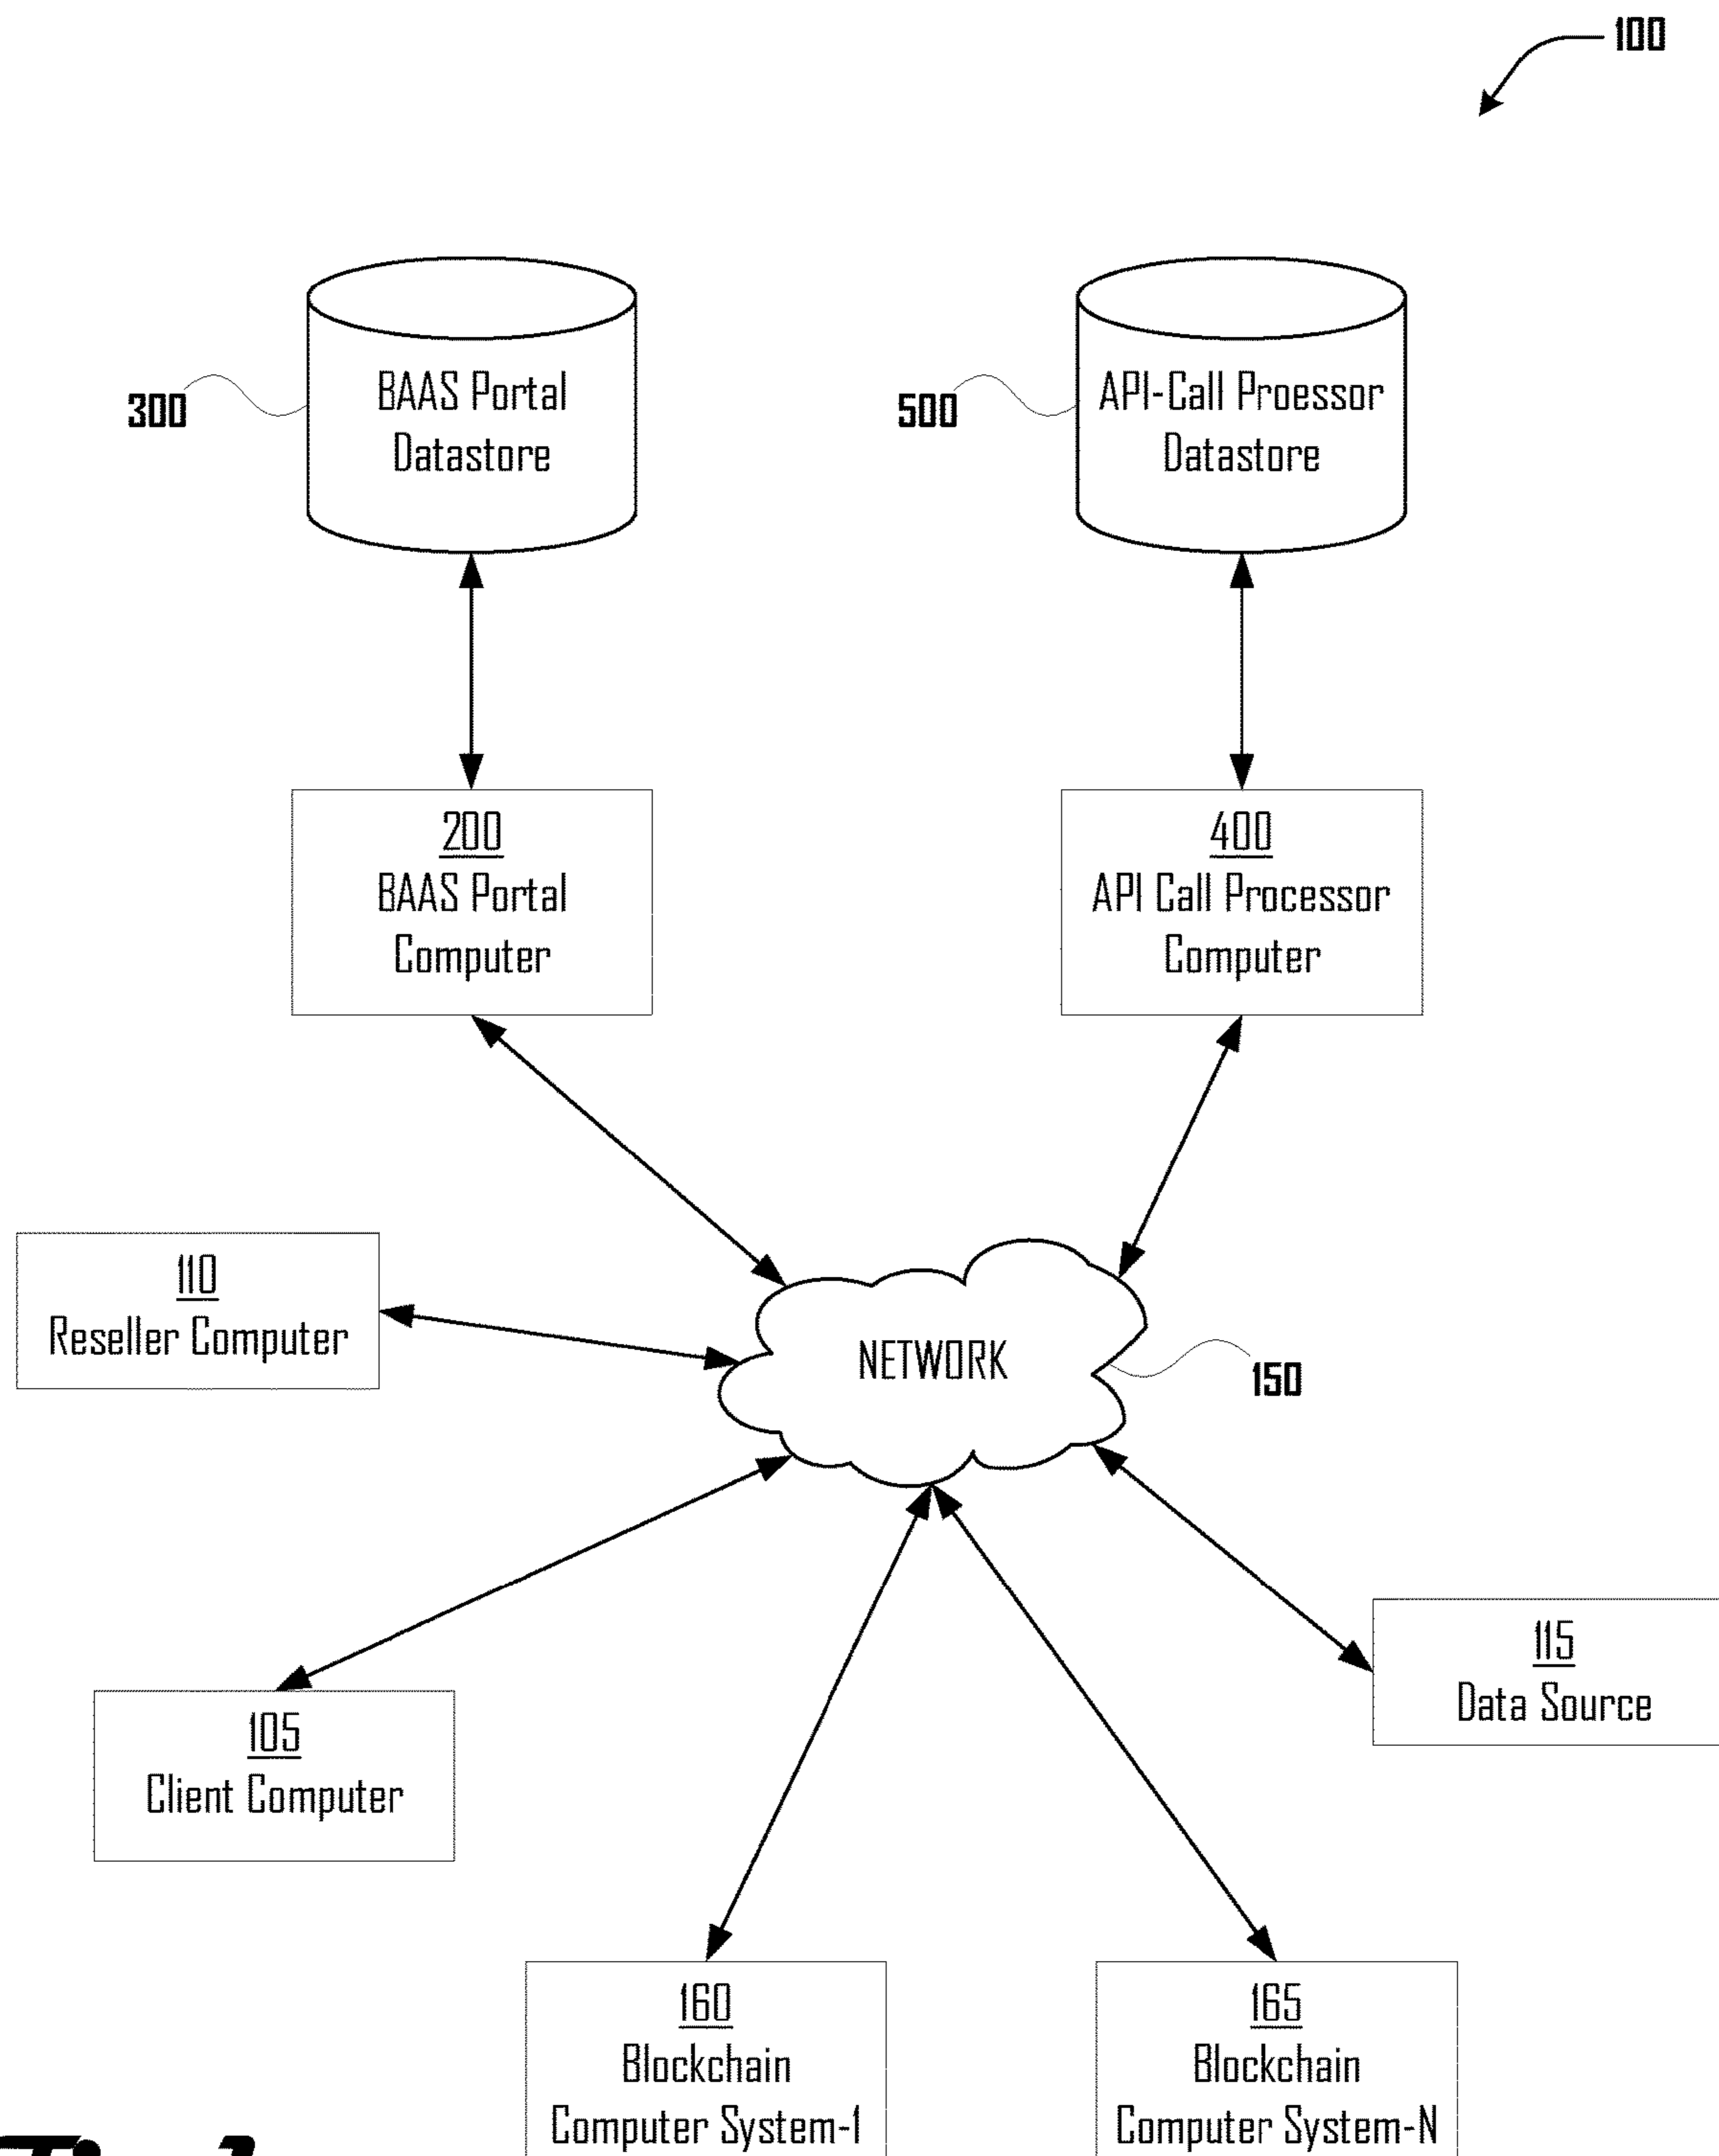 100
BAAS Portal
Datastore
300
API-Call Proessor
Datastore
500
200
BAAS Portal
Computer
400
API Call Processor
Computer
110
Reseller Computer
NETWORK
150
115
Data Source
105
Client Computer
160
Blockchain
Computer System-1
165
Blockchain
Computer System-N